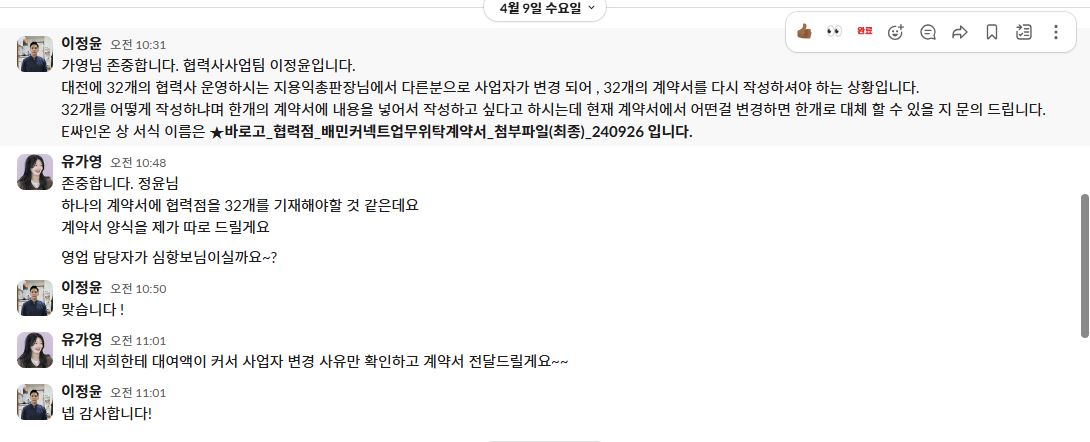 4월 9일 수요일
완료
이정윤 오전 10:31
가영님 존중합니다. 협력사사업팀 이정윤입니다.
대전에 32개의 협력사 운영하시는 지용익총판장님에서 다른분으로 사업자가 변경 되어 , 32개의 계약서를 다시 작성하셔야 하는 상황입니다.
32개를 어떻게 작성하냐며 한개의 계약서에 내용을 넣어서 작성하고 싶다고 하시는데 현재 계약서에서 어떤걸 변경하면 한개로 대체 할 수 있을 지 문의 드립니다.
E싸인온 상 서식 이름은 ★바로고_협력점_배민커넥트업무위탁계약서_첨부파일(최종)_240926 입니다.
유가영 오전 10:48
존중합니다. 정윤님
하나의 계약서에 협력점을 32개를 기재해야할 것 같은데요
계약서 양식을 제가 따로 드릴게요
영업 담당자가 심항보님이실까요~?
이정윤 오전 10:50
맞습니다 !
유가영 오전 11:01
네네 저희한테 대여액이 커서 사업자 변경 사유만 확인하고 계약서 전달드릴게요~~
이정윤 오전 11:01
넵 감사합니다!